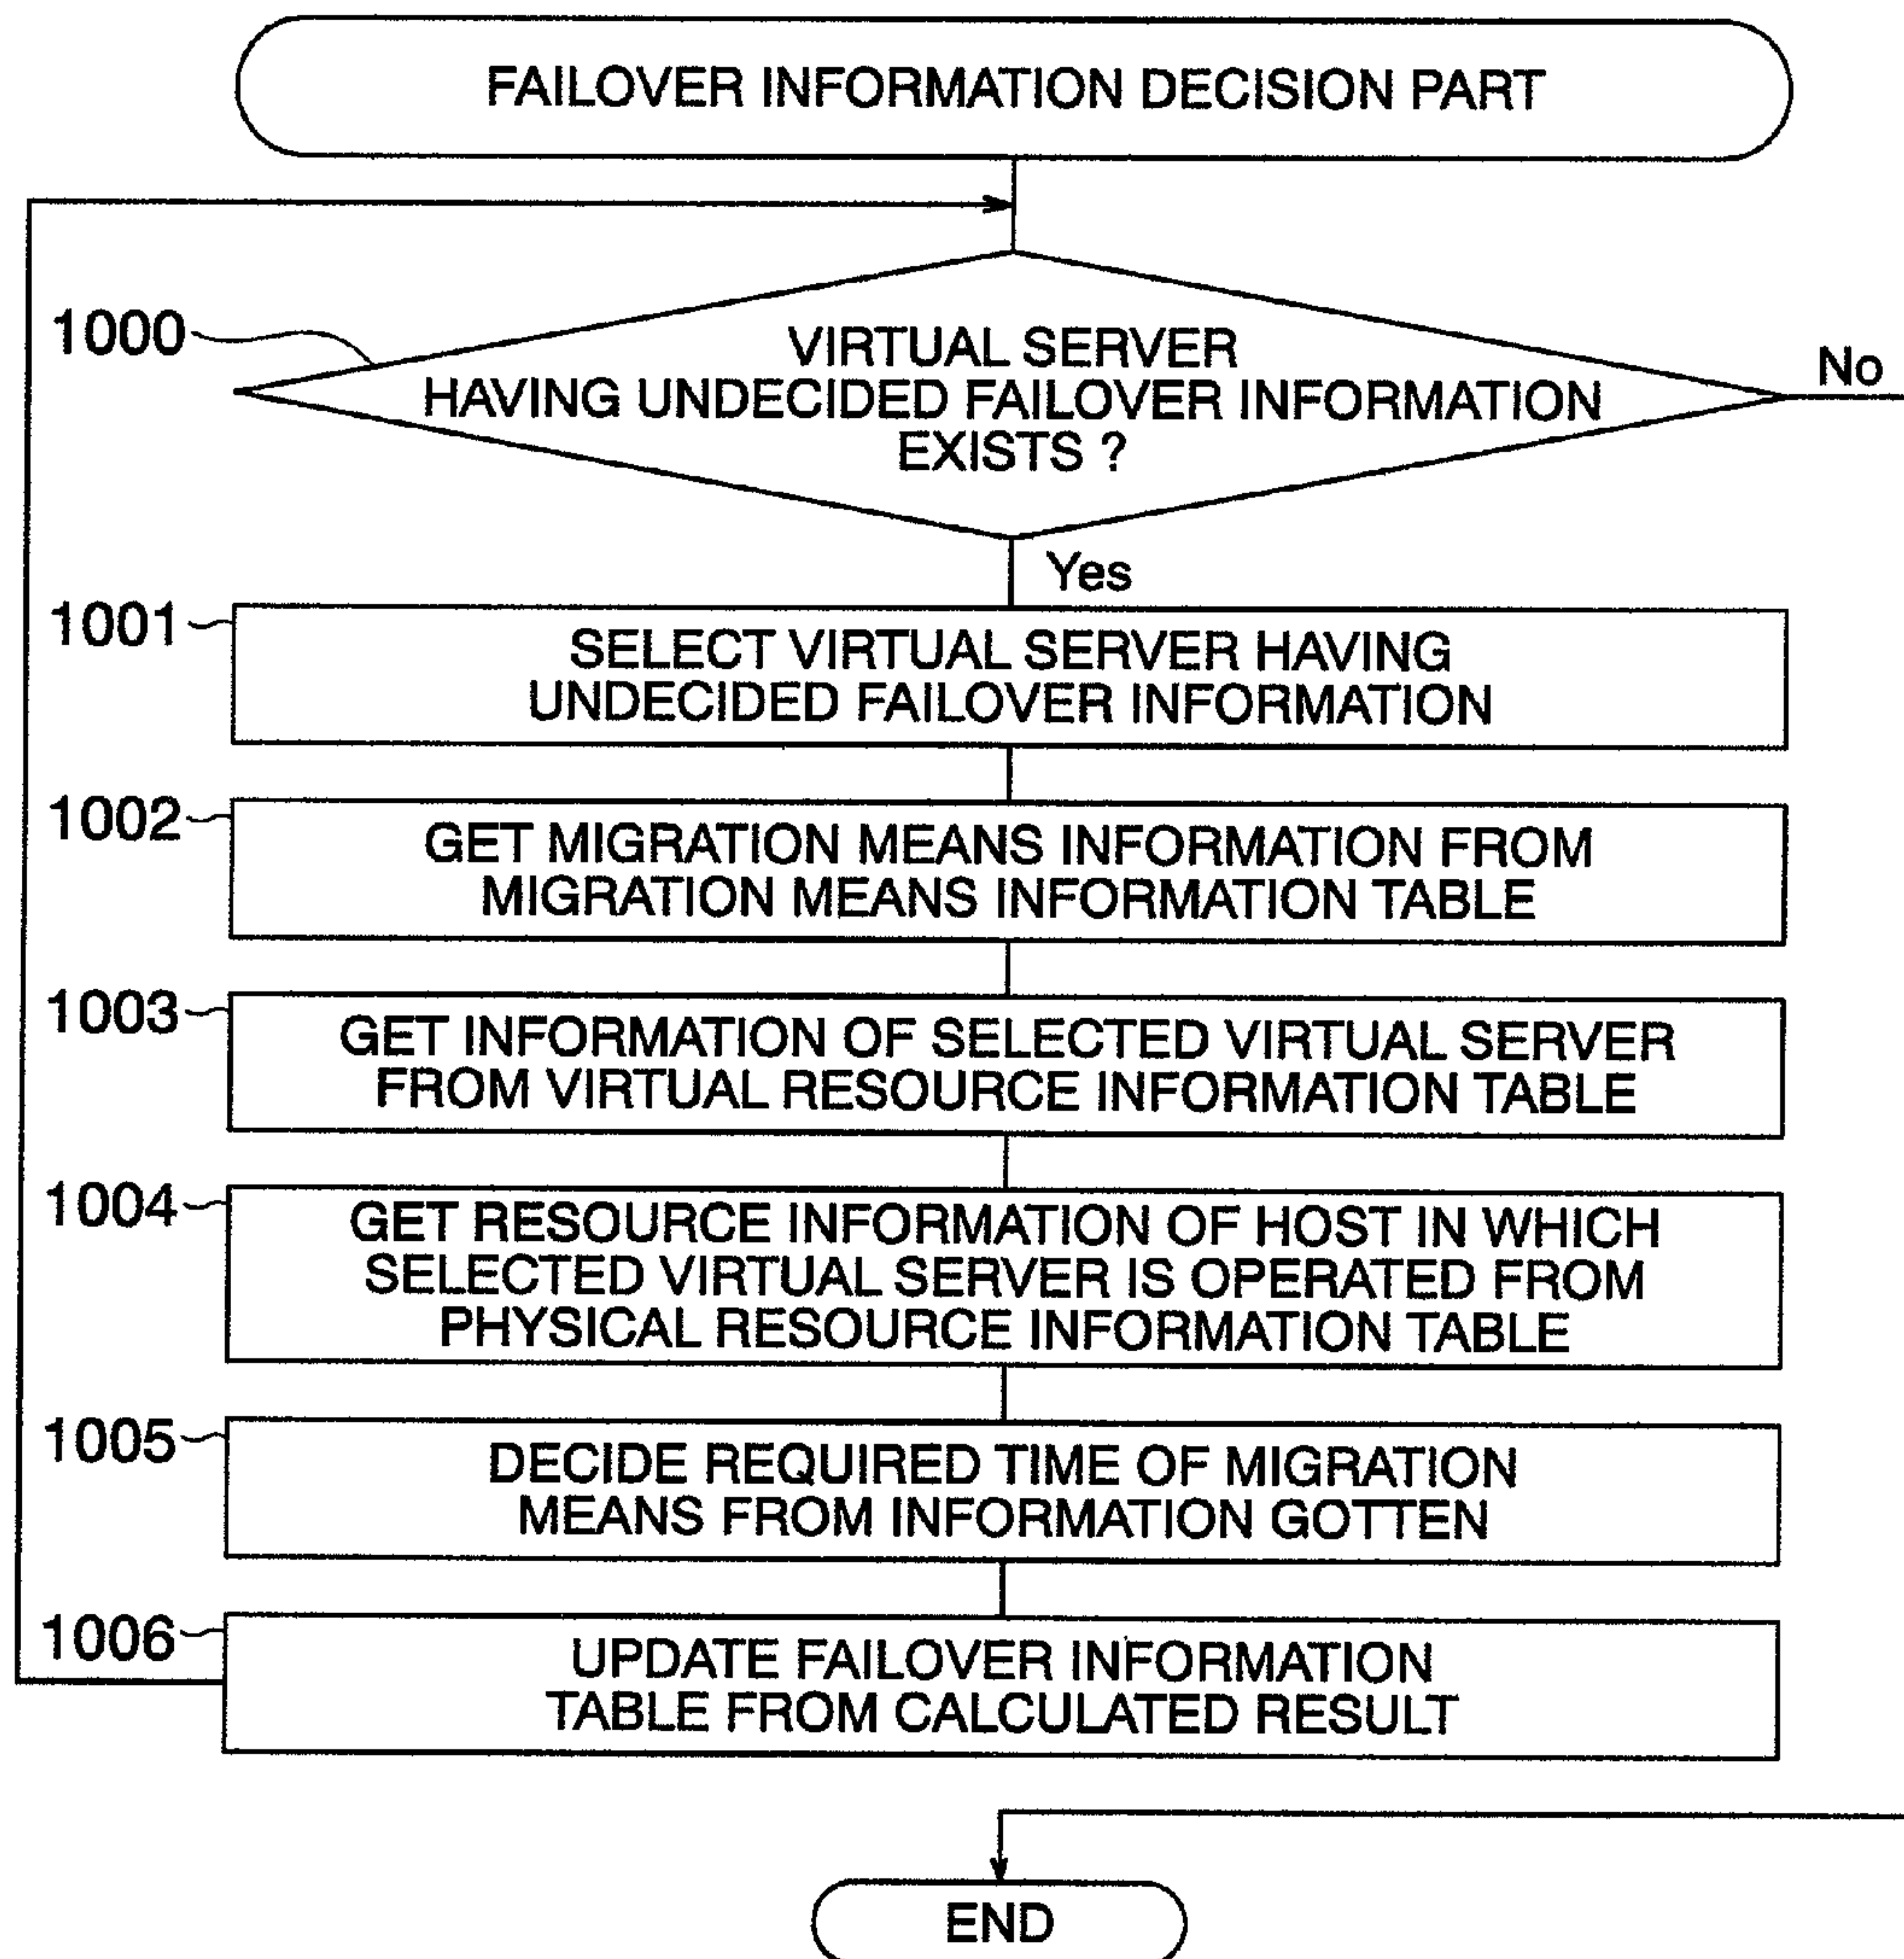 FAILOVER INFORMATION DECISION PART
1000
VIRTUAL SERVER
HAVING UNDECIDED FAILOVER INFORMATION
EXISTS ?
No
Yes
1001
SELECT VIRTUAL SERVER HAVING
UNDECIDED FAILOVER INFORMATION
1002
GET MIGRATION MEANS INFORMATION FROM
MIGRATION MEANS INFORMATION TABLE
1003
GET INFORMATION OF SELECTED VIRTUAL SERVER
FROM VIRTUAL RESOURCE INFORMATION TABLE
1004
GET RESOURCE INFORMATION OF HOST IN WHICH
SELECTED VIRTUAL SERVER IS OPERATED FROM
PHYSICAL RESOURCE INFORMATION TABLE
1005
DECIDE REQUIRED TIME OF MIGRATION
MEANS FROM INFORMATION GOTTEN
1006
UPDATE FAILOVER INFORMATION
TABLE FROM CALCULATED RESULT
END